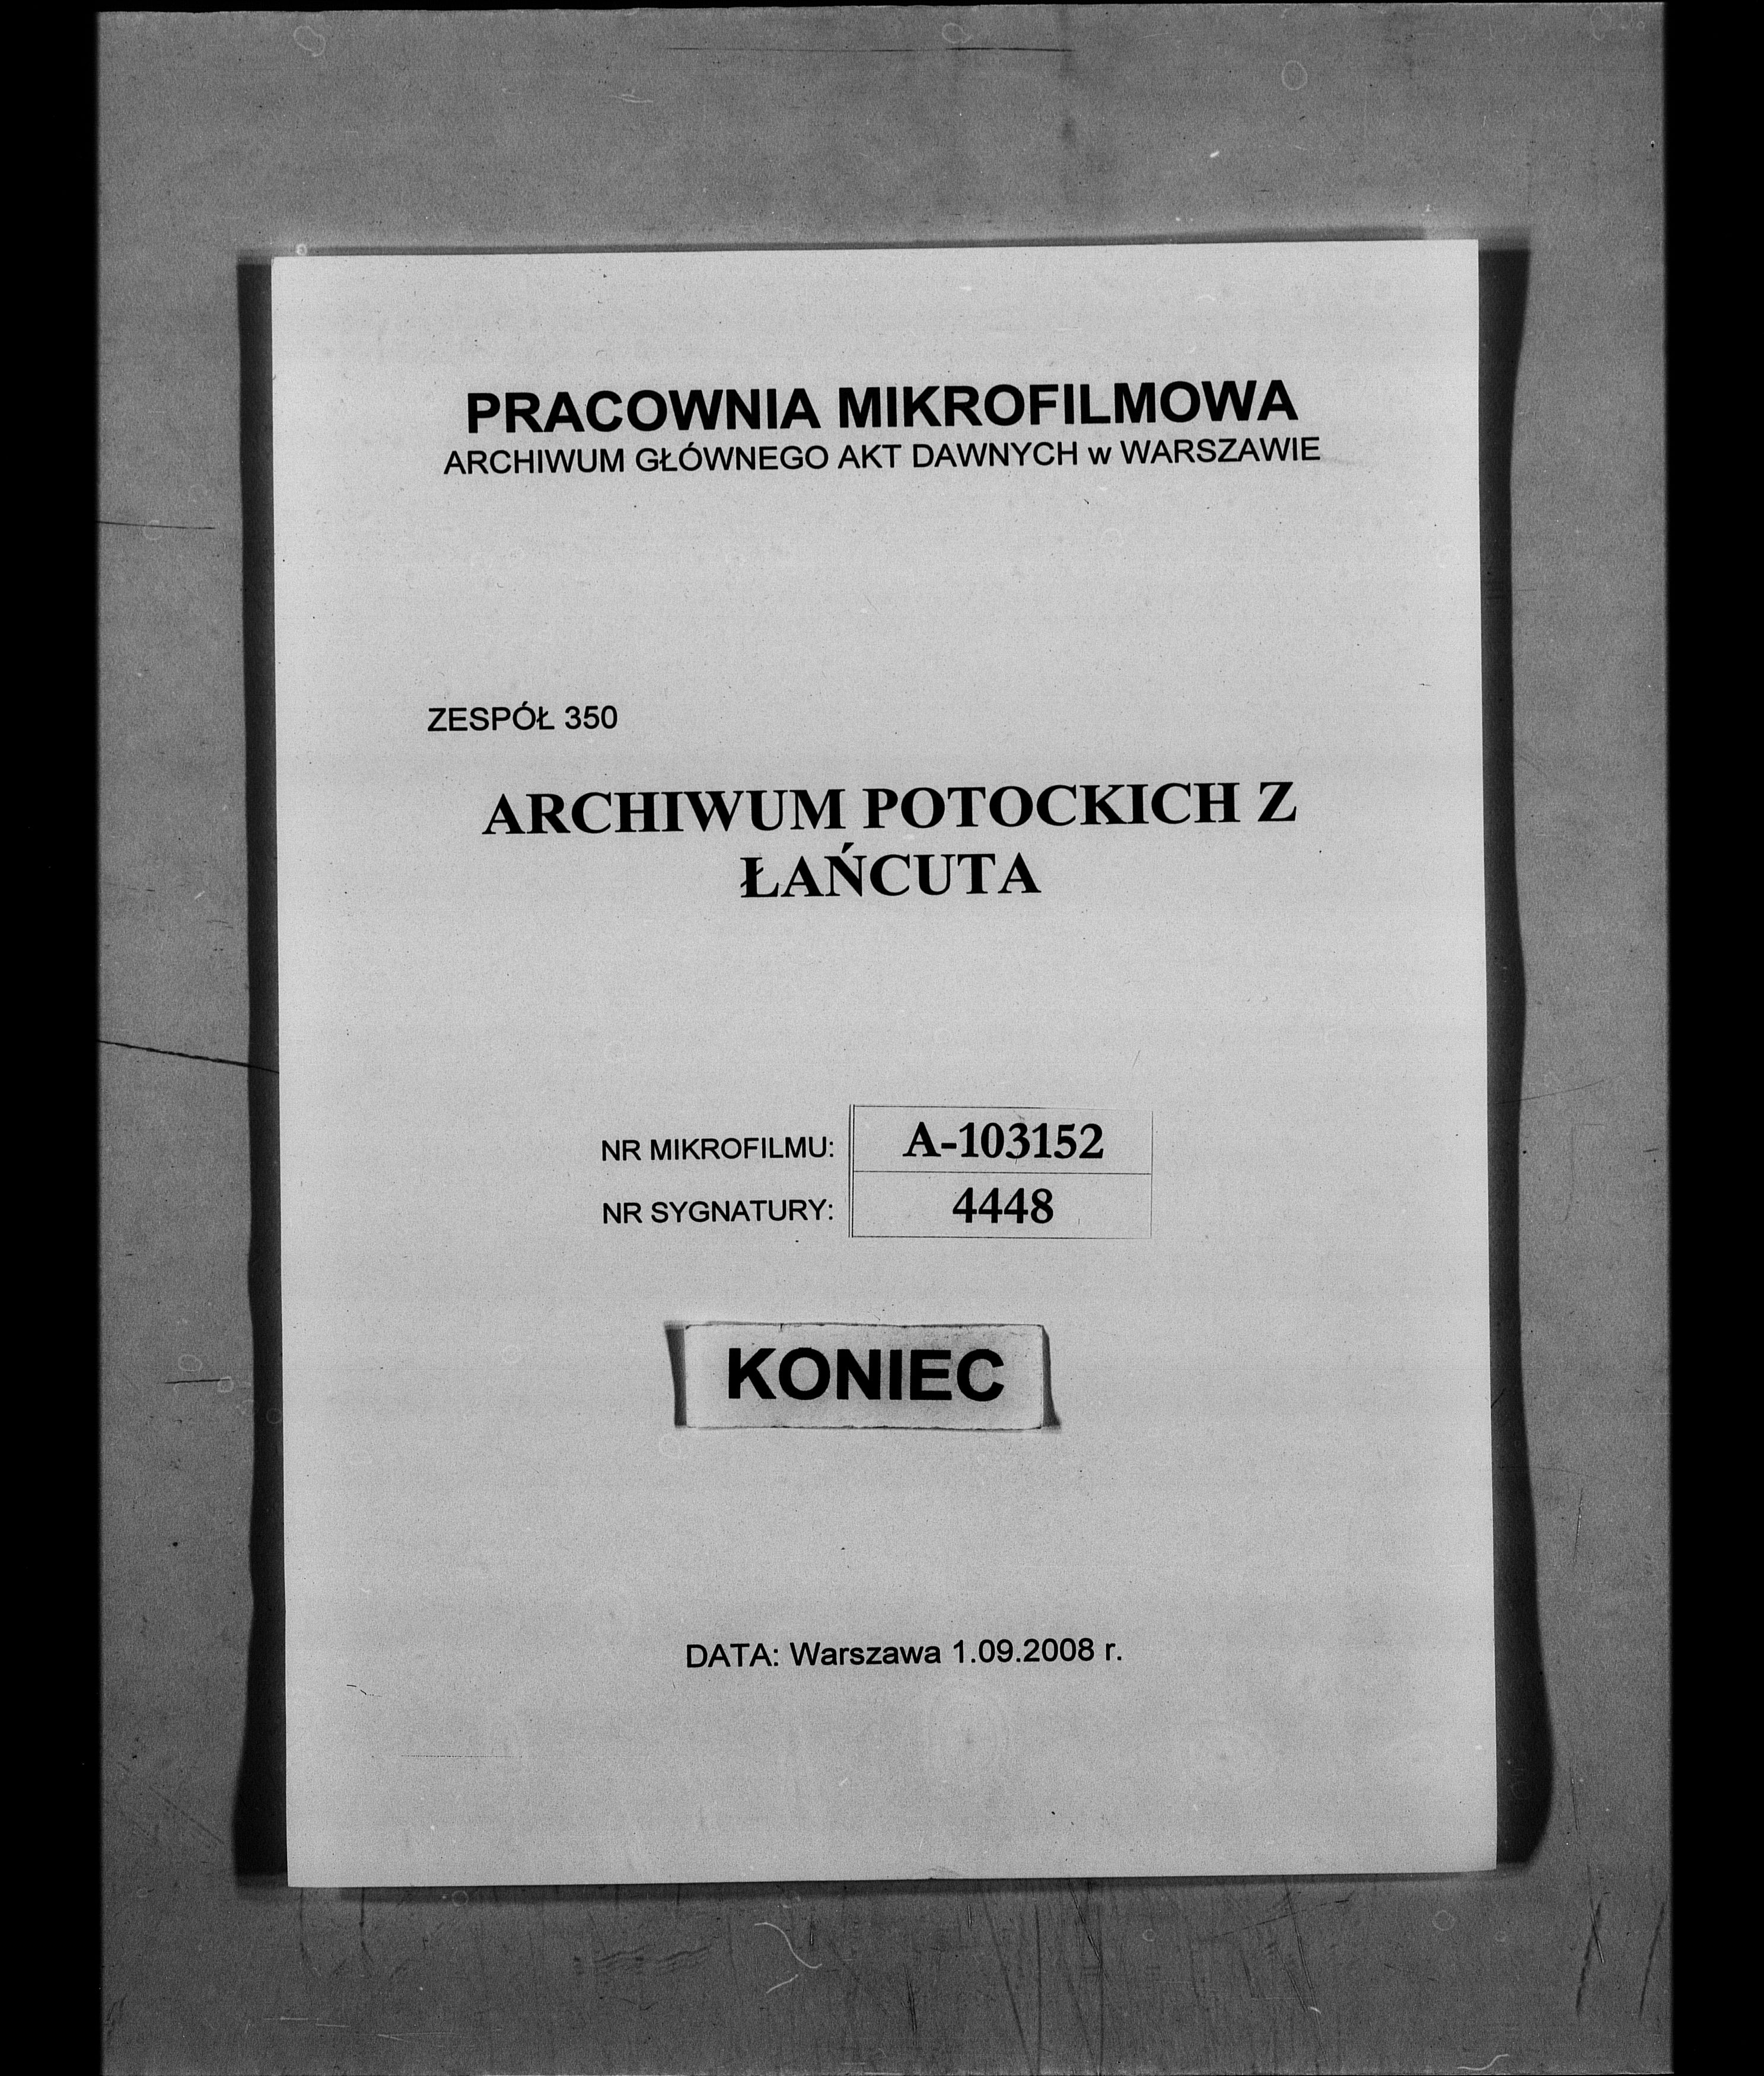 PRACOWNIA MIKROFILMOWA
ARCHIWUM GŁÓWNEGO AKT DAWNYCH w WARSZAWIE
ZESPÓŁ 350
ARCHIWUM POTOCKICH Z
ŁAŃCUTA
NR MIKROFILMU: A-103152
NR SYGNATURY: 4448
KONIEC
DATA: Warszawa 1.09.2008 r.